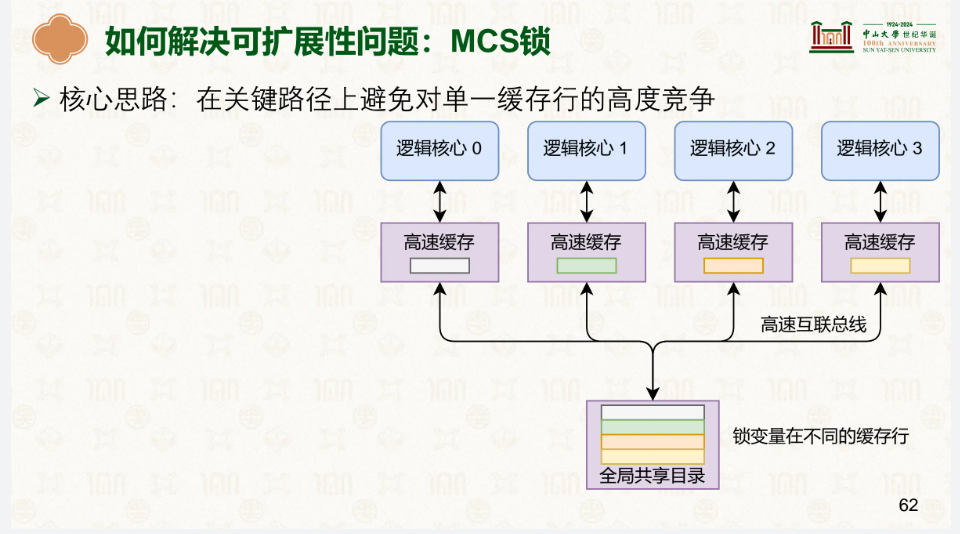 如何解决可扩展性问题：MCS锁
1924-2024
中山大學 世纪华诞
100th ANNIVERSARY
SUN YAT-SEN UNIVERSITY
核心思路：在关键路径上避免对单一缓存行的高度竞争
逻辑核心 0
逻辑核心 1
逻辑核心 2
逻辑核心 3
高速缓存
高速缓存
高速缓存
高速缓存
高速互联总线
锁变量在不同的缓存行
全局共享目录
62